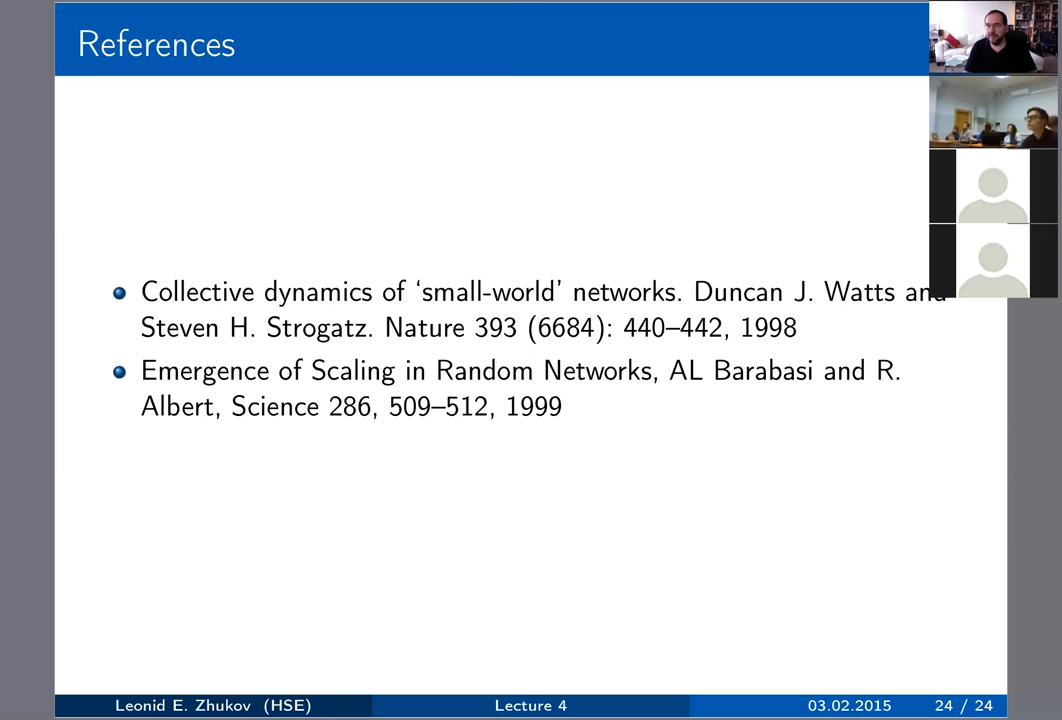 References
Collective dynamics of ‘small-world’ networks. Duncan J. Watts and
Steven H. Strogatz. Nature 393 (6684): 440–442, 1998
Emergence of Scaling in Random Networks, AL Barabasi and R.
Albert, Science 286, 509–512, 1999
Leonid E. Zhukov (HSE) Lecture 4 03.02.2015 24 / 24